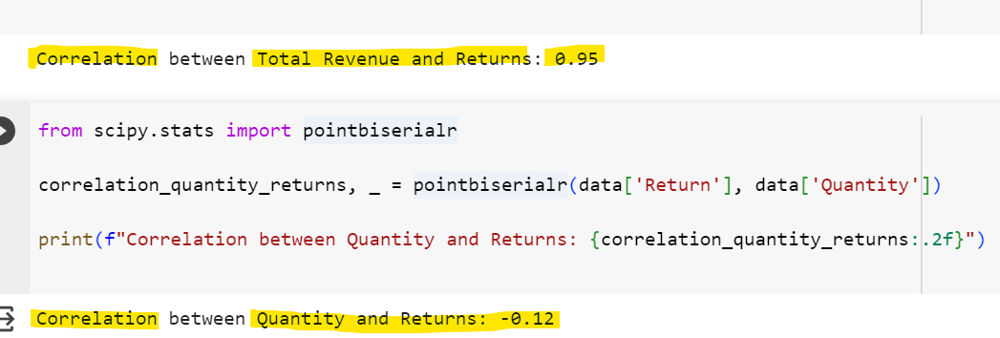 Correlation between Total Revenue and Returns: 0.95
from scipy.stats import pointbiserialr
correlation_quantity_returns, _ = pointbiserialr(data['Return'], data['Quantity'])
print(f"Correlation between Quantity and Returns: {correlation_quantity_returns:.2f}")
Correlation between Quantity and Returns: -0.12